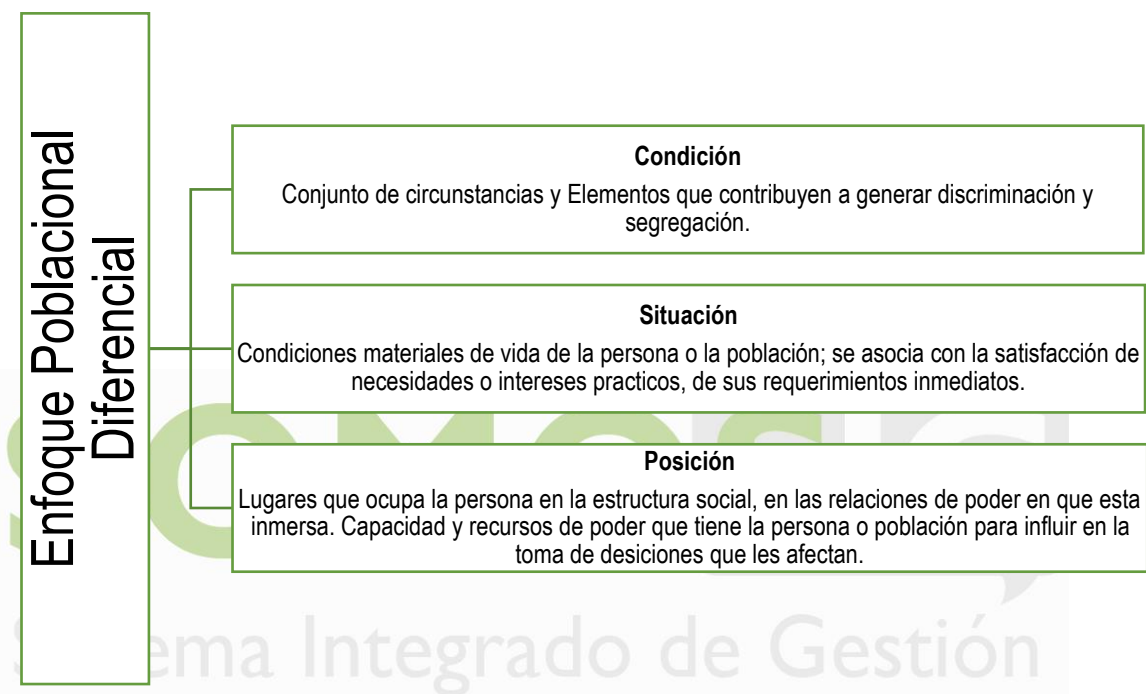 Enfoque Poblacional
Diferencial
Condición
Conjunto de circunstancias y Elementos que contribuyen a generar discriminación y
segregación.
Situación
Condiciones materiales de vida de la persona o la población; se asocia con la satisfacción de
necesidades o intereses practicos, de sus requerimientos inmediatos.
Posición
Lugares que ocupa la persona en la estructura social, en las relaciones de poder en que esta
inmersa. Capacidad y recursos de poder que tiene la persona o población para influir en la
toma de desiciones que les afectan.
ema Integrado de Gestión